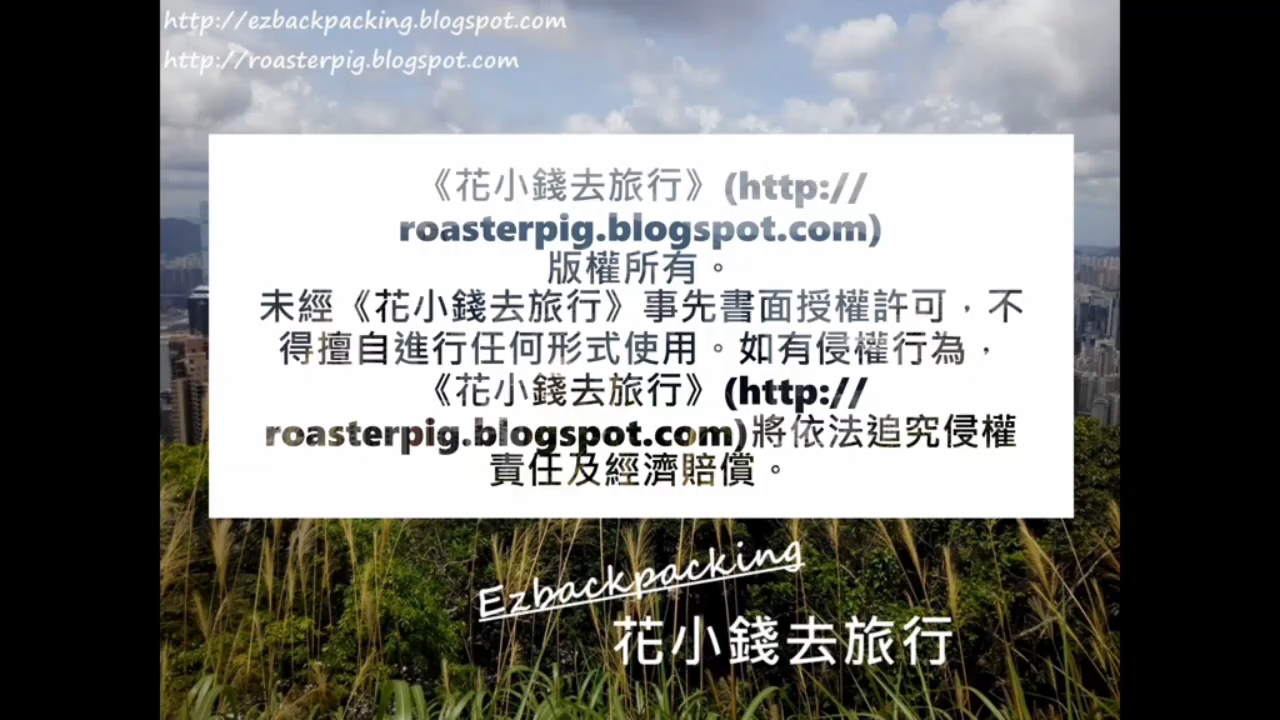 http://ezbackpacking.blogspot.com
http://roasterpig.blogspot.com
《花小錢去旅行》(http://
roasterpig.blogspot.com)
版權所有。
未經《花小錢去旅行》事先書面授權許可，不
得擅自進行任何形式使用。如有侵權行為，
《花小錢去旅行》(http://
roasterpig.blogspot.com)將依法追究侵權
責任及經濟賠償。
Ezbackpacking
花小錢去旅行